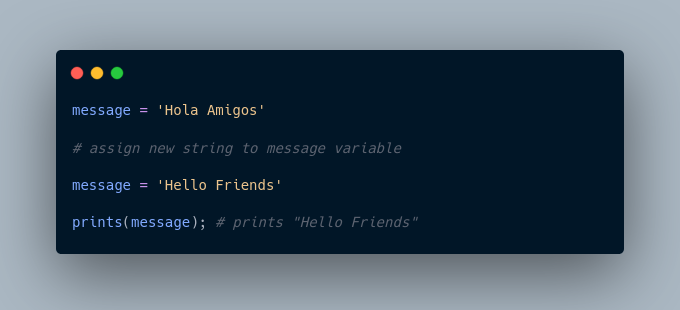 message = 'Hola Amigos'
# assign new string to message variable
message = 'Hello Friends'
prints(message); # prints "Hello Friends"